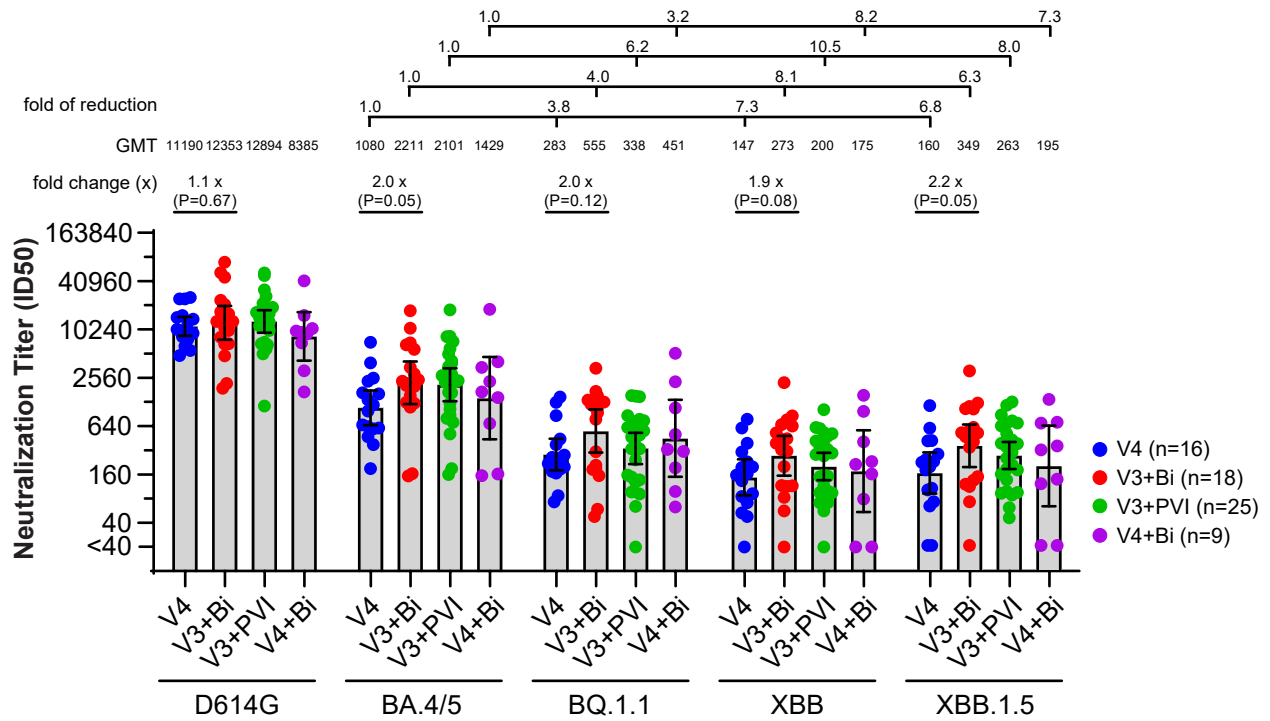 1.0 3.2 8.2 7.3
1.0 6.2 10.5 8.0
1.0 4.0 8.1 6.3
fold of reduction 1.0 3.8 7.3 6.8
GMT 11190 12353 12894 8385 1080 2211 2101 1429 283 555 338 451 147 273 200 175 160 349 263 195
fold change (x) 1.1 x 2.0 x 2.0 x 1.9 x 2.2 x
(P=0.67) (P=0.05) (P=0.12) (P=0.08) (P=0.05)
Neutralization Titer (ID50)
163840
40960
10240
2560
640
160
40
<40
V4 (n=16)
V3+Bi (n=18)
V3+PVI (n=25)
V4+Bi (n=9)
V4 V3+Bi V3+PVI V4+Bi V4 V3+Bi V3+PVI V4+Bi V4 V3+Bi V3+PVI V4+Bi V4 V3+Bi V3+PVI V4+Bi V4 V3+Bi V3+PVI V4+Bi
D614G BA.4/5 BQ.1.1 XBB XBB.1.5